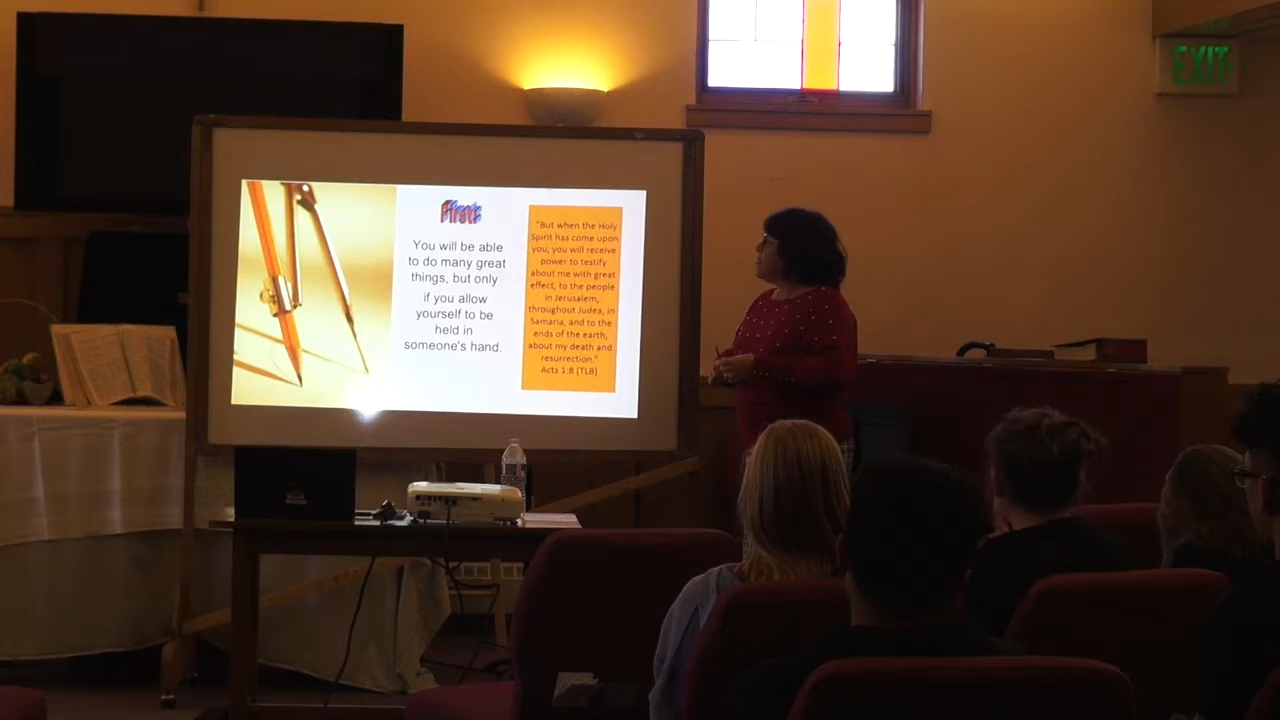 First:
You will be able
to do many great
things, but only
if you allow
yourself to be
held in
someone's hand.
"But when the Holy
Spirit has come upon
you, you will receive
power to testify
about me with great
effect, to the people
in Jerusalem,
throughout Judea, in
Samaria, and to the
ends of the earth,
about my death and
resurrection."
Acts 1:8 (TLB)
EXIT